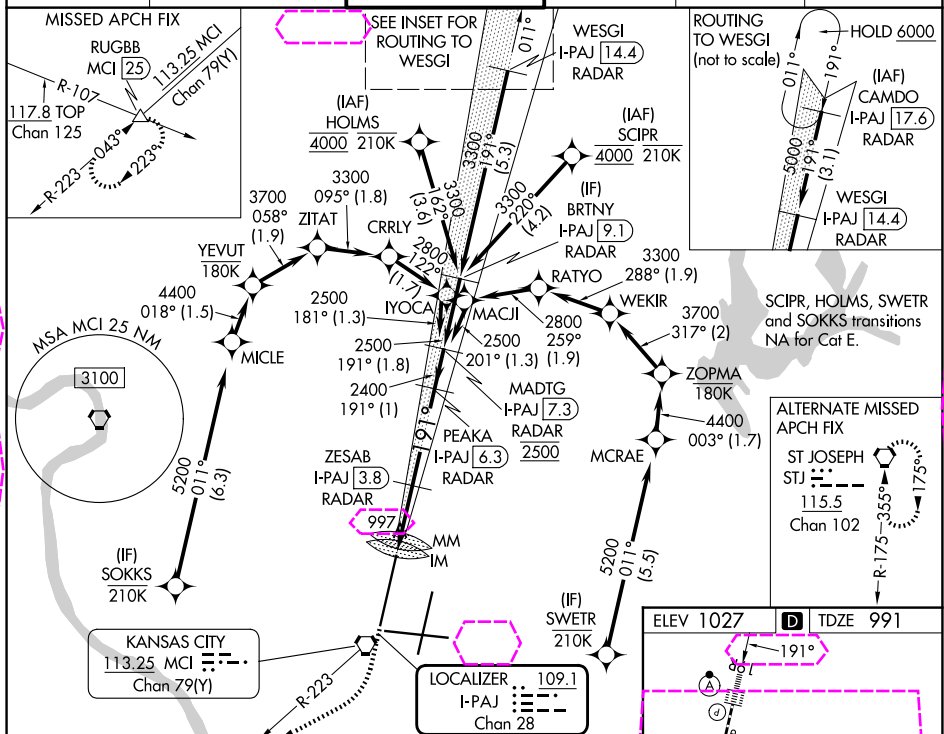 MISSED APCH FIX
RUGBB
MCI 25
113.25 MCI
Chan 79(Y)
R-107
117.8 TOP
Chan 125
043°
223°
R-223
SEE INSET FOR
ROUTING TO
WESGI
011°
WESGI
I-PAJ 14.4
RADAR
ROUTING
TO WESGI
(not to scale)
HOLD 6000
011°
191°
(IAF)
CAMDO
I-PAJ 17.6
RADAR
5000
191°
(3.1)
WESGI
I-PAJ 14.4
RADAR
(IAF)
HOLMS
4000 210K
(IAF)
SCIPR
4000 210K
3300
191°
(5.3)
3300
162°
(3.6)
3300
220°
(4.2)
(IF)
BRTNY
I-PAJ 9.1
RADAR
3300
095° (1.8)
3700
058°
(1.9)
ZITAT
CRRLY
YEVUT
180K
2800
122°
(1.7)
4400
018° (1.5)
IYOCA
MACJI
RATYO
3300
288° (1.9)
WEKIR
3700
317° (2)
2500
181° (1.3)
2800
259°
(1.9)
2500
201° (1.3)
2500
191° (1.8)
2400
191° (1)
MICLE
SCIPR, HOLMS, SWETR
and SOKKS transitions
NA for Cat E.
MSA MCI 25 NM
3100
ZOPMA
180K
MADTG
I-PAJ 7.3
RADAR
2500
4400
003° (1.7)
191°
PEAKA
I-PAJ 6.3
RADAR
MCRAE
ZESAB
I-PAJ 3.8
RADAR
ALTERNATE MISSED
APCH FIX
ST JOSEPH
STJ
115.5
Chan 102
355°
175°
R-175
5200
011°
(6.3)
997
MM
IM
5200
011°
(5.5)
(IF)
SOKKS
210K
(IF)
SWETR
210K
KANSAS CITY
113.25 MCI
Chan 79(Y)
R-223
LOCALIZER 109.1
I-PAJ
Chan 28
ELEV 1027 D TDZE 991
191°
A
P